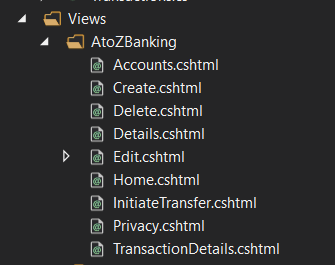 Views
AtoZBanking
Accounts.cshtml
Create.cshtml
Delete.cshtml
Details.cshtml
Edit.cshtml
Home.cshtml
InitiateTransfer.cshtml
Privacy.cshtml
TransactionDetails.cshtml